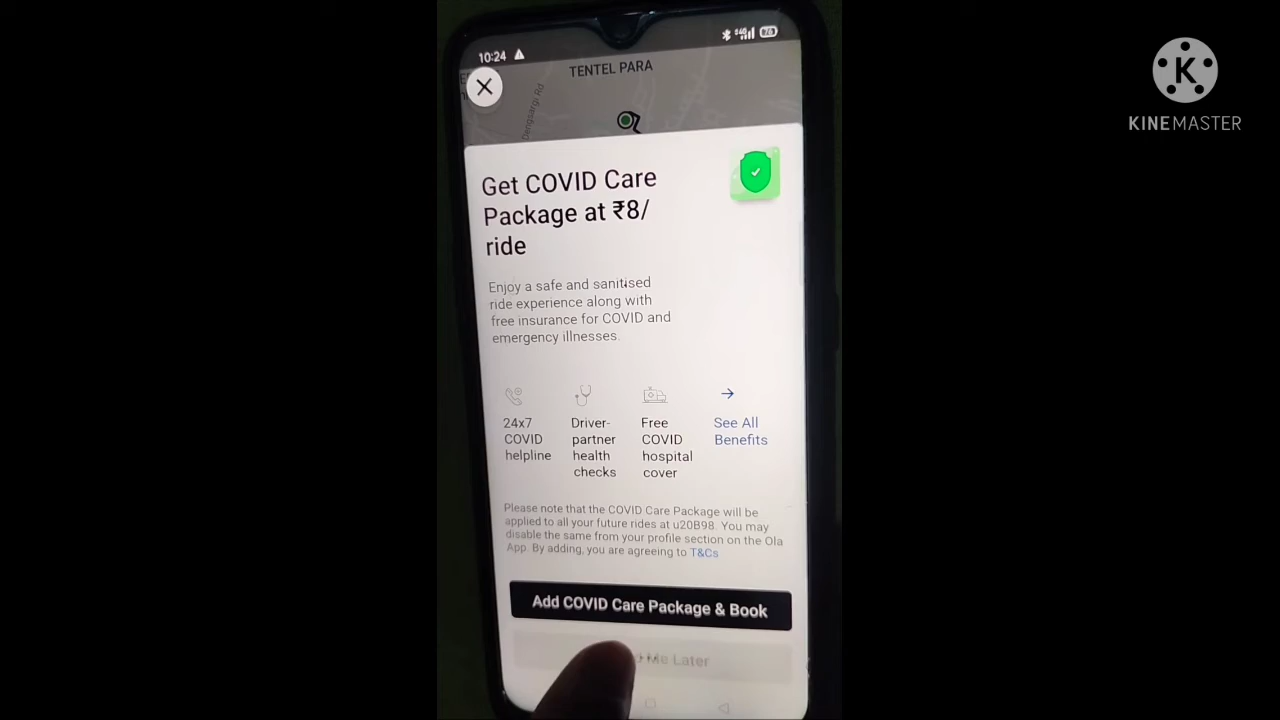 10:24
TENTEL PARA
Dengsargi Rd
Get COVID Care
Package at ₹8/
ride
Enjoy a safe and sanitised
ride experience along with
free insurance for COVID and
emergency illnesses.
24x7
COVID
helpline
Driver-
partner
health
checks
Free
COVID
hospital
cover
See All
Benefits
Please note that the COVID Care Package will be
applied to all your future rides at u20B98. You may
disable the same from your profile section on the Ola
App. By adding, you are agreeing to T&Cs
Add COVID Care Package & Book
Me Later
K
KINEMASTER